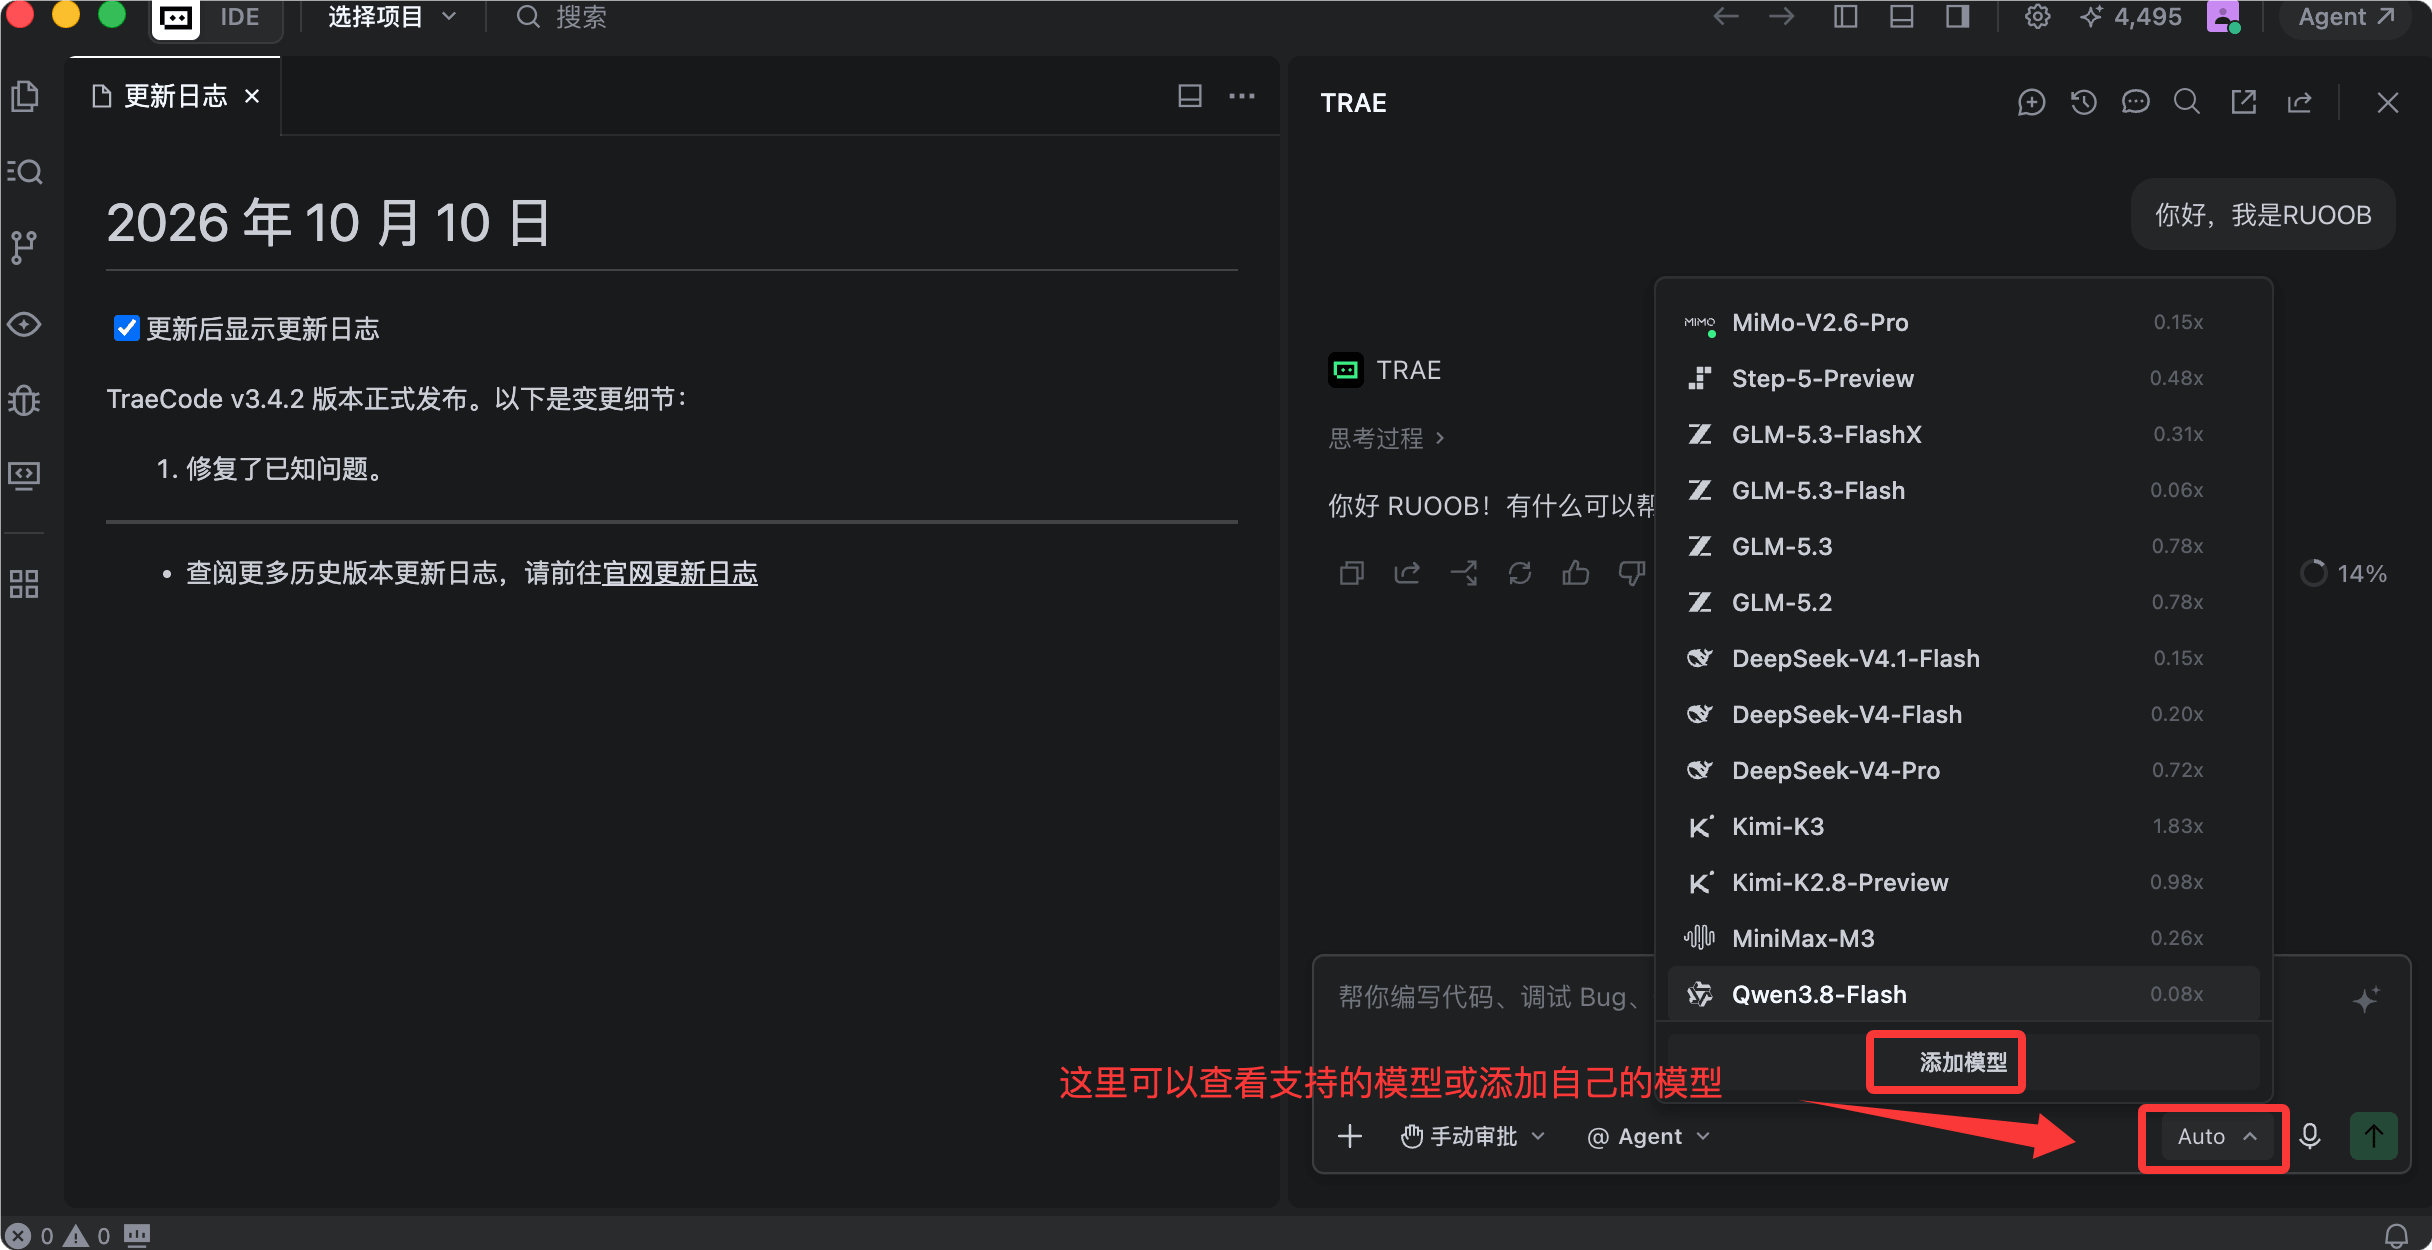 IDE
选择项目
搜索
4,495
Agent
更新日志
2026 年 10 月 10 日
更新后显示更新日志
TraeCode v3.4.2 版本正式发布。以下是变更细节：
1. 修复了已知问题。
• 查阅更多历史版本更新日志，请前往官网更新日志
TRAE
你好，我是RUOOB
TRAE
思考过程
你好 RUOOB！有什么可以帮
14%
MiMo-V2.6-Pro 0.15x
Step-5-Preview 0.48x
GLM-5.3-FlashX 0.31x
GLM-5.3-Flash 0.06x
GLM-5.3 0.78x
GLM-5.2 0.78x
DeepSeek-V4.1-Flash 0.15x
DeepSeek-V4-Flash 0.20x
DeepSeek-V4-Pro 0.72x
Kimi-K3 1.83x
Kimi-K2.8-Preview 0.98x
MiniMax-M3 0.26x
Qwen3.8-Flash 0.08x
添加模型
帮你编写代码、调试 Bug、
这里可以查看支持的模型或添加自己的模型
手动审批
@ Agent
Auto
0
0